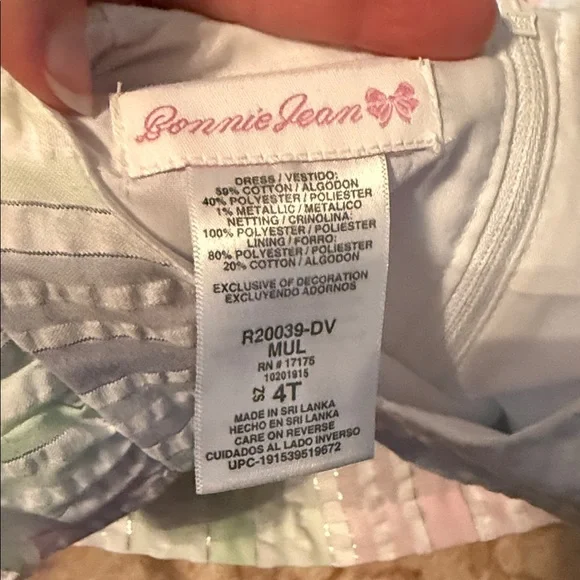 Bonnie Jean
DRESS / VESTIDO:
59% COTTON / ALGODON
40% POLYESTER / POLIESTER
1% METALLIC / METALICO
NETTING / CRINOLINA:
100% POLYESTER / POLIESTER
LINING / FORRO:
80% POLYESTER / POLIESTER
20% COTTON / ALGODON
EXCLUSIVE OF DECORATION
EXCLUYENDO ADORNOS
R20039-DV
MUL
RN # 17175
10201915
SZ 4T
MADE IN SRI LANKA
HECHO EN SRI LANKA
CARE ON REVERSE
CUIDADOS AL LADO INVERSO
UPC-191539519672